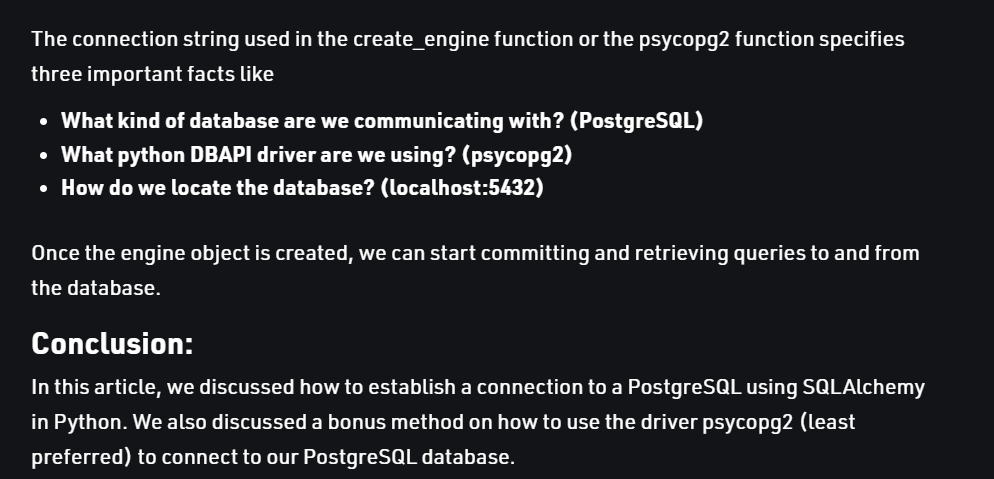 The connection string used in the create_engine function or the psycopg2 function specifies
three important facts like
• What kind of database are we communicating with? (PostgreSQL)
• What python DBAPI driver are we using? (psycopg2)
• How do we locate the database? (localhost:5432)
Once the engine object is created, we can start committing and retrieving queries to and from
the database.
Conclusion:
In this article, we discussed how to establish a connection to a PostgreSQL using SQLAlchemy
in Python. We also discussed a bonus method on how to use the driver psycopg2 (least
preferred) to connect to our PostgreSQL database.